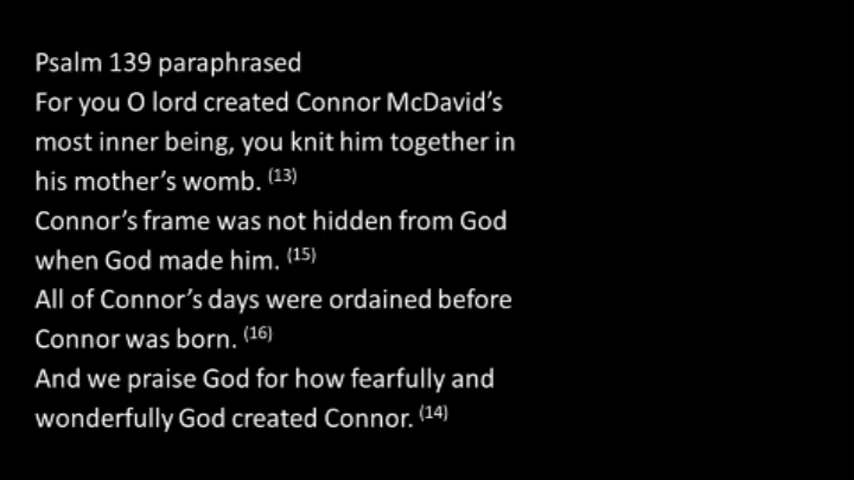 Psalm 139 paraphrased
For you O lord created Connor McDavid's
most inner being, you knit him together in
his mother's womb. (13)
Connor's frame was not hidden from God
when God made him. (15)
All of Connor's days were ordained before
Connor was born. (16)
And we praise God for how fearfully and
wonderfully God created Connor. (14)